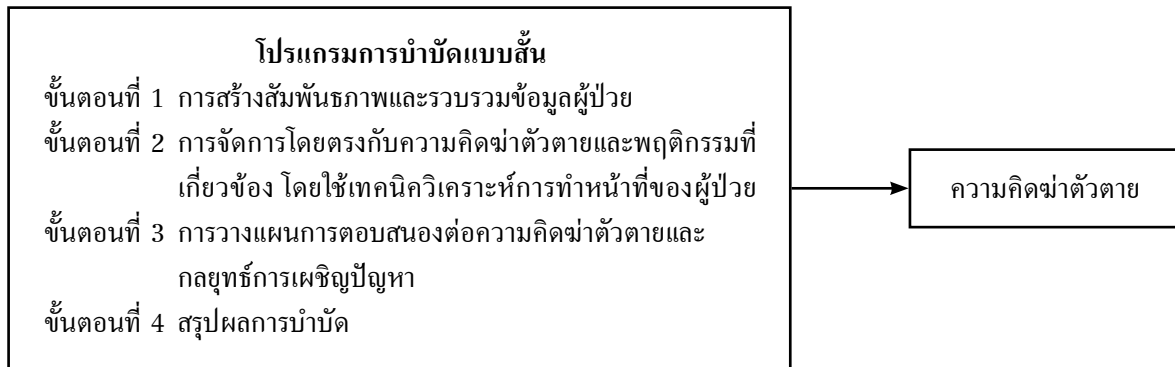 โปรแกรมการบำบัดแบบสั้น
ขั้นตอนที่ 1 การสร้างสัมพันธภาพและรวบรวมข้อมูลผู้ป่วย
ขั้นตอนที่ 2 การจัดการโดยตรงกับความคิดฆ่าตัวตายและพฤติกรรมที่
เกี่ยวข้อง โดยใช้เทคนิควิเคราะห์การทำหน้าที่ของผู้ป่วย
ขั้นตอนที่ 3 การวางแผนการตอบสนองต่อความคิดฆ่าตัวตายและ
กลยุทธ์การเผชิญปัญหา
ขั้นตอนที่ 4 สรุปผลการบำบัด
ความคิดฆ่าตัวตาย